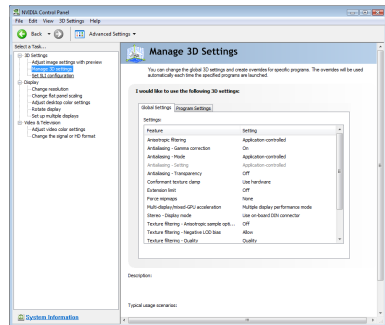 NVIDIA Control Panel
File Edit View 3D Settings Help
Back
Advanced Settings
Select a Task...
3D Settings
Adjust image settings with preview
Manage 3D settings
Set SLI configuration
Display
Change resolution
Change flat panel scaling
Adjust desktop color settings
Rotate display
Set up multiple displays
Video & Television
Adjust video color settings
Change the signal or HD format
System Information
Manage 3D Settings
You can change the global 3D settings and create overrides for specific programs. The overrides will be used
automatically each time the specified programs are launched.
I would like to use the following 3D settings:
Global Settings Program Settings
Settings:
Feature Setting
Anisotropic filtering Application-controlled
Antialiasing - Gamma correction On
Antialiasing - Mode Application-controlled
Antialiasing - Setting Application-controlled
Antialiasing - Transparency Off
Conformant texture clamp Use hardware
Extension limit Off
Force mipmaps None
Multi-display/mixed-GPU acceleration Multiple display performance mode
Stereo - Display mode Use on-board DIN connector
Texture filtering - Anisotropic sample opti... Off
Texture filtering - Negative LOD bias Allow
Texture filtering - Quality Quality
Description:
Typical usage scenarios: